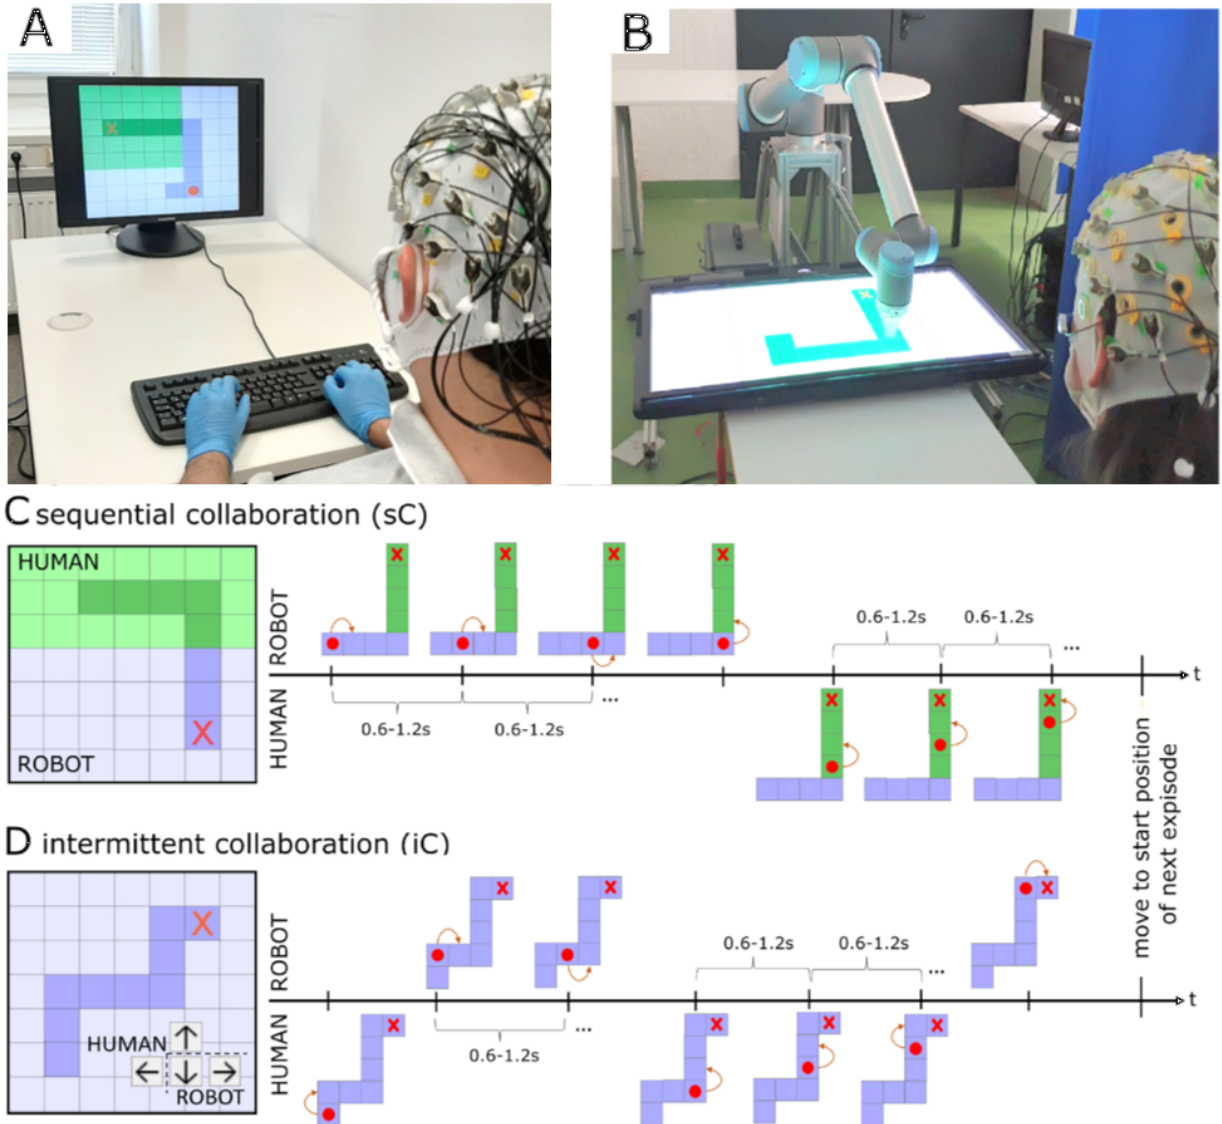 A
B
C sequential collaboration (sC)
HUMAN
ROBOT
ROBOT
HUMAN
X
X
X
X
X
0.6-1.2s
0.6-1.2s
...
t
0.6-1.2s
0.6-1.2s
...
X
X
X
move to start position
of next expisode
D intermittent collaboration (iC)
X
HUMAN
ROBOT
ROBOT
HUMAN
X
X
X
0.6-1.2s
0.6-1.2s
...
t
0.6-1.2s
...
X
X
X
X